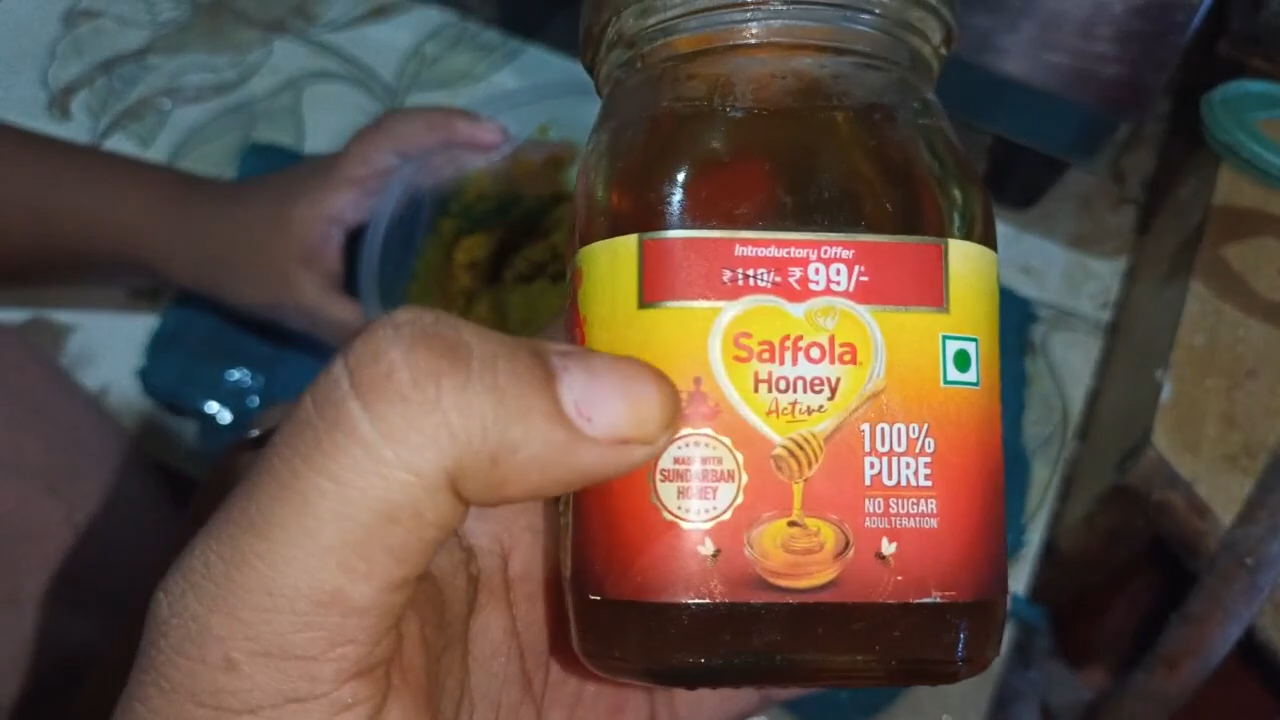 Introductory Offer
₹110/- ₹99/-*
Saffola
Honey
Active
MADE WITH
SUNDARBAN
HONEY
100%
PURE
NO SUGAR
ADULTERATION*